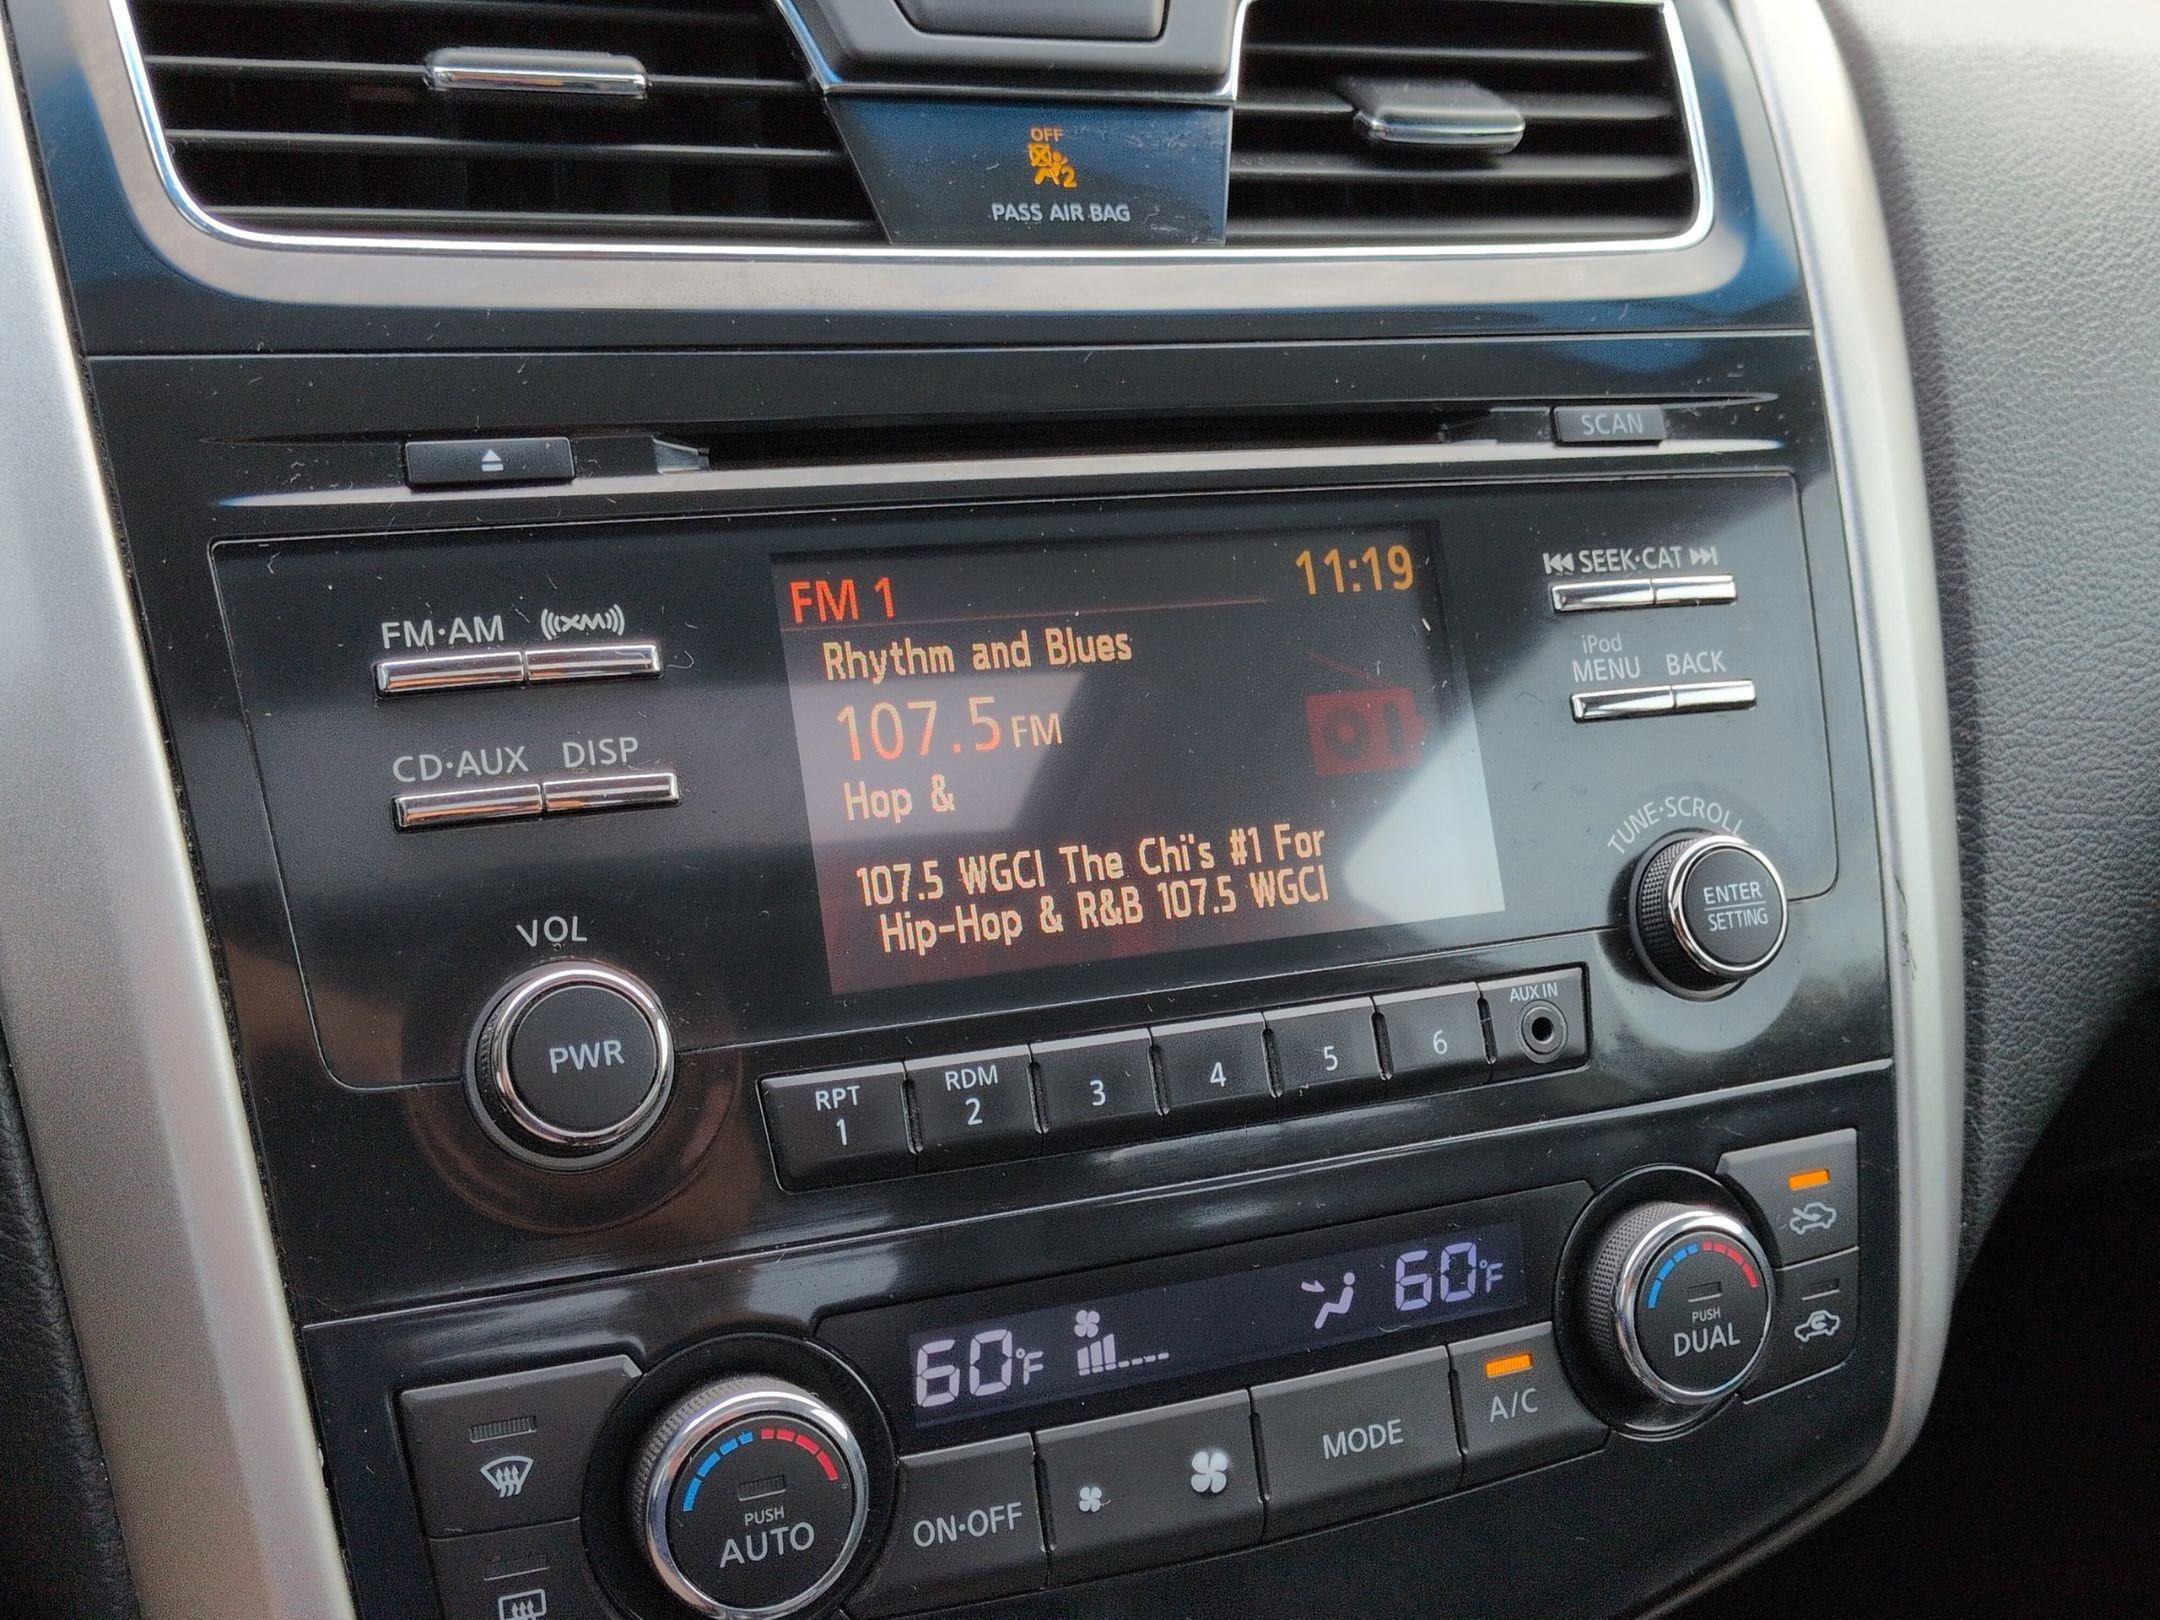 OFF
2
PASS AIR BAG
SCAN
FM 1 11:19
Rhythm and Blues
107.5 FM
Hop &
107.5 WGCI The Chi's #1 For
Hip-Hop & R&B 107.5 WGCI
FM·AM (((XM)))
CD·AUX DISP
VOL
PWR
SEEK·CAT
iPod
MENU BACK
TUNE·SCROLL
ENTER
SETTING
RPT
1
RDM
2
3
4
5
6
AUX IN
60°F 60°F
PUSH
AUTO
ON·OFF
MODE
A/C
PUSH
DUAL